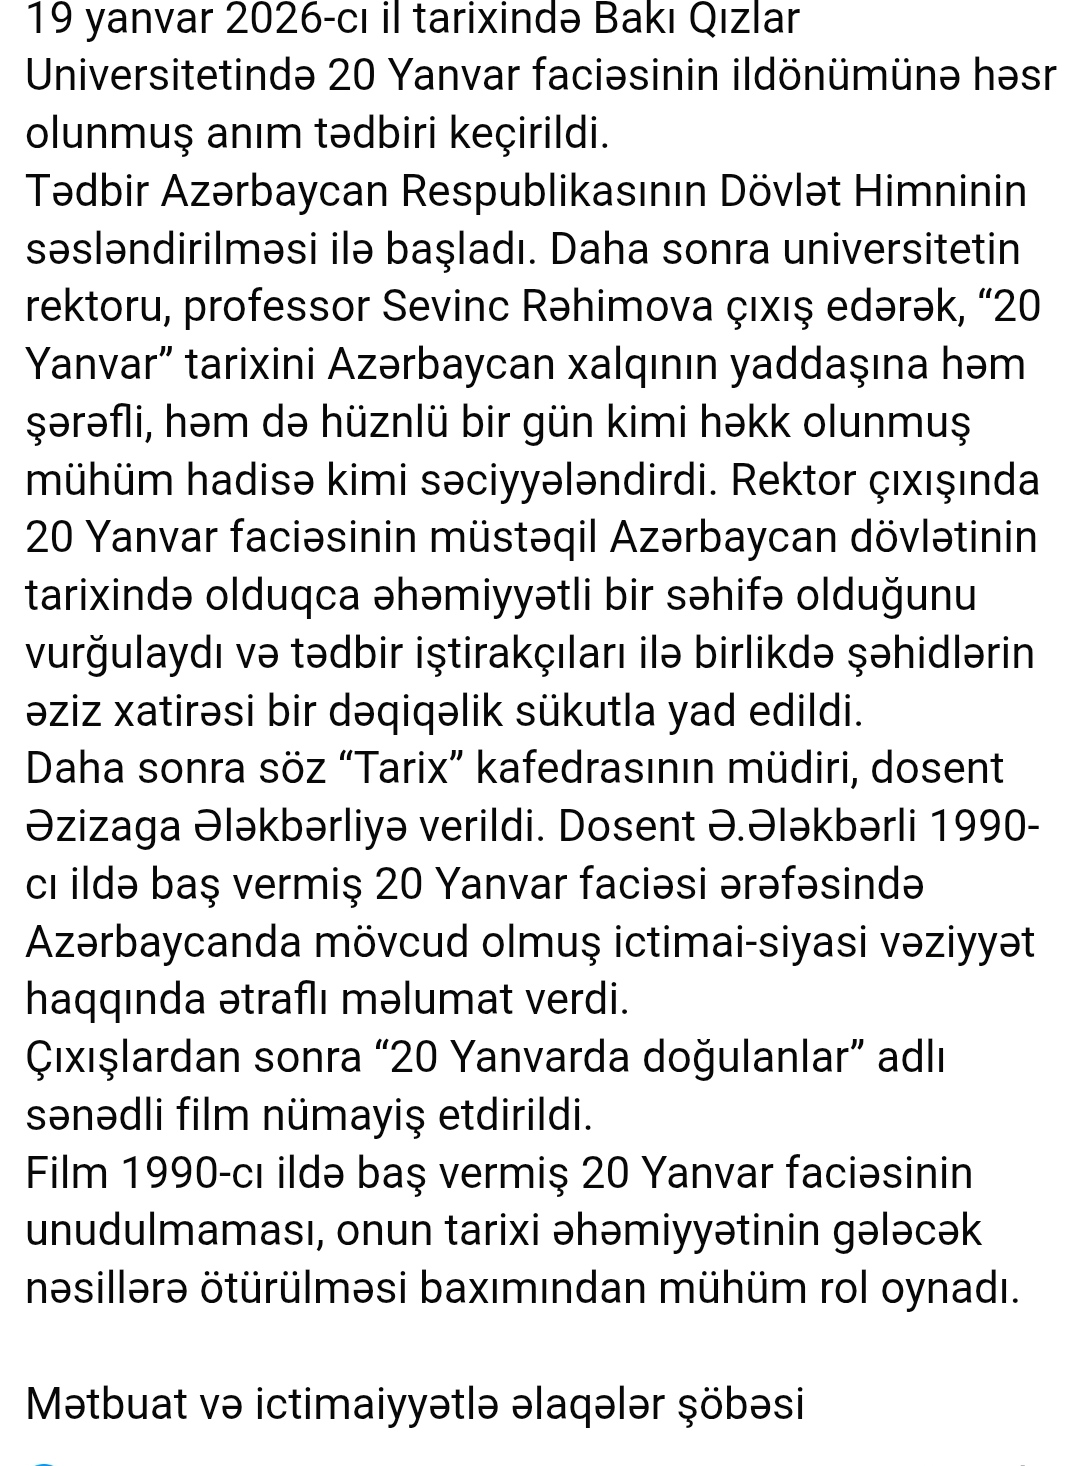 19 yanvar 2026-cı il tarixində Bakı Qızlar
Universitetində 20 Yanvar faciəsinin ildönümünə həsr
olunmuş anım tədbiri keçirildi.
Tədbir Azərbaycan Respublikasının Dövlət Himninin
səsləndirilməsi ilə başladı. Daha sonra universitetin
rektoru, professor Sevinc Rəhimova çıxış edərək, “20
Yanvar” tarixini Azərbaycan xalqının yaddaşına həm
şərəfli, həm də hüznlü bir gün kimi həkk olunmuş
mühüm hadisə kimi səciyyələndirdi. Rektor çıxışında
20 Yanvar faciəsinin müstəqil Azərbaycan dövlətinin
tarixində olduqca əhəmiyyətli bir səhifə olduğunu
vurğulaydı və tədbir iştirakçıları ilə birlikdə şəhidlərin
əziz xatirəsi bir dəqiqəlik sükutla yad edildi.
Daha sonra söz “Tarix” kafedrasının müdiri, dosent
Əzizaga Ələkbərliyə verildi. Dosent Ə.Ələkbərli 1990-
cı ildə baş vermiş 20 Yanvar faciəsi ərəfəsində
Azərbaycanda mövcud olmuş ictimai-siyasi vəziyyət
haqqında ətraflı məlumat verdi.
Çıxışlardan sonra “20 Yanvarda doğulanlar” adlı
sənədli film nümayiş etdirildi.
Film 1990-cı ildə baş vermiş 20 Yanvar faciəsinin
unudulmaması, onun tarixi əhəmiyyətinin gələcək
nəsillərə ötürülməsi baxımından mühüm rol oynadı.
Mətbuat və ictimaiyyətlə əlaqələr şöbəsi